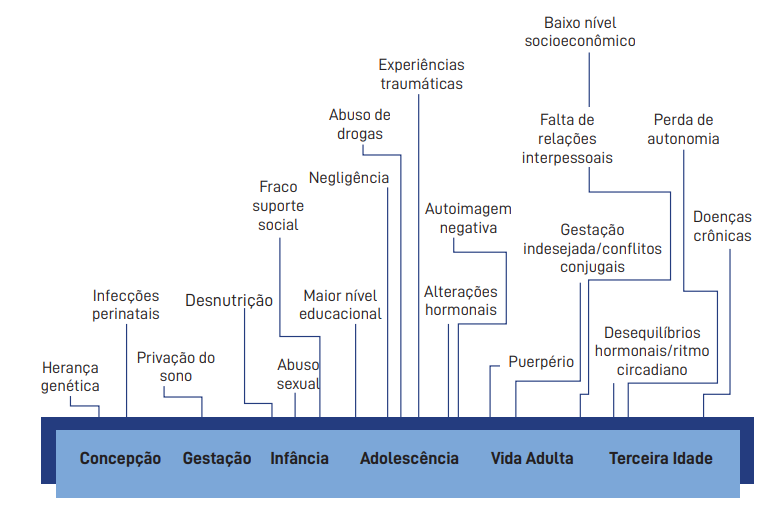 Baixo nível
socioeconômico
Experiências
traumáticas
Abuso de
drogas
Falta de
relações
interpessoais
Perda de
autonomia
Negligência
Fraco
suporte
social
Autoimagem
negativa
Gestação
indesejada/conflitos
conjugais
Doenças
crônicas
Infecções
perinatais
Desnutrição
Maior nível
educacional
Alterações
hormonais
Desequilíbrios
hormonais/ritmo
circadiano
Herança
genética
Privação do
sono
Abuso
sexual
Puerpério
Concepção Gestação Infância Adolescência Vida Adulta Terceira Idade